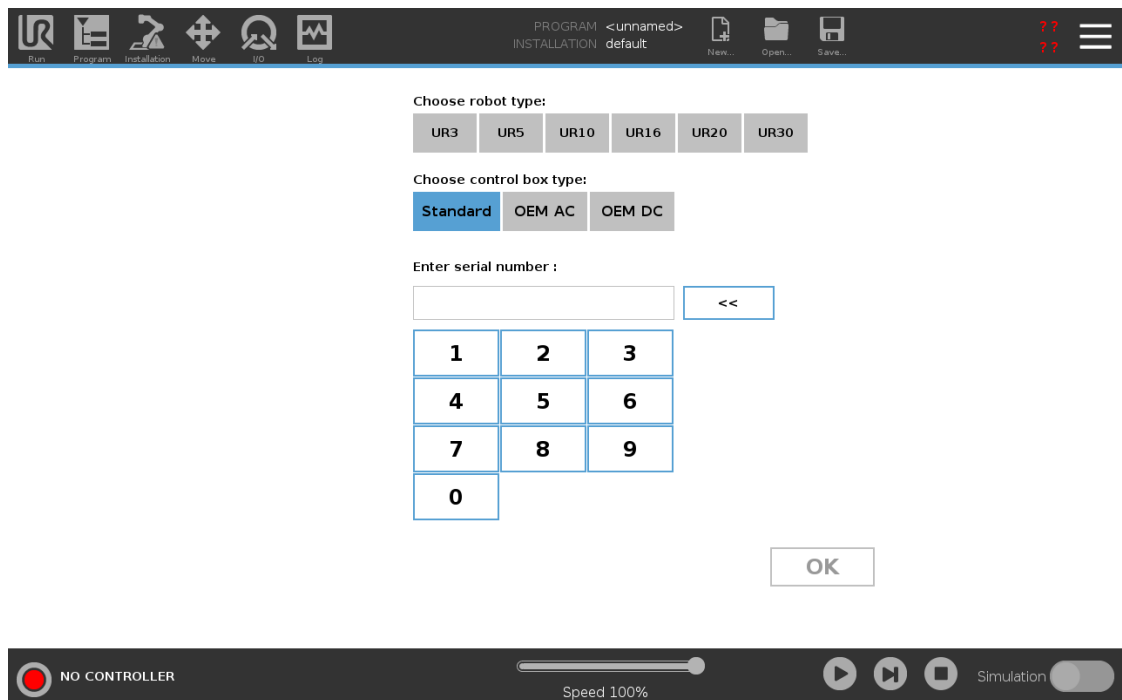 PROGRAM <unnamed>
INSTALLATION default
? ?
? ?
Run Program Installation Move I/O Log New... Open... Save...
Choose robot type:
UR3 UR5 UR10 UR16 UR20 UR30
Choose control box type:
Standard OEM AC OEM DC
Enter serial number :
<<
1 2 3
4 5 6
7 8 9
0
OK
NO CONTROLLER
Speed 100%
Simulation